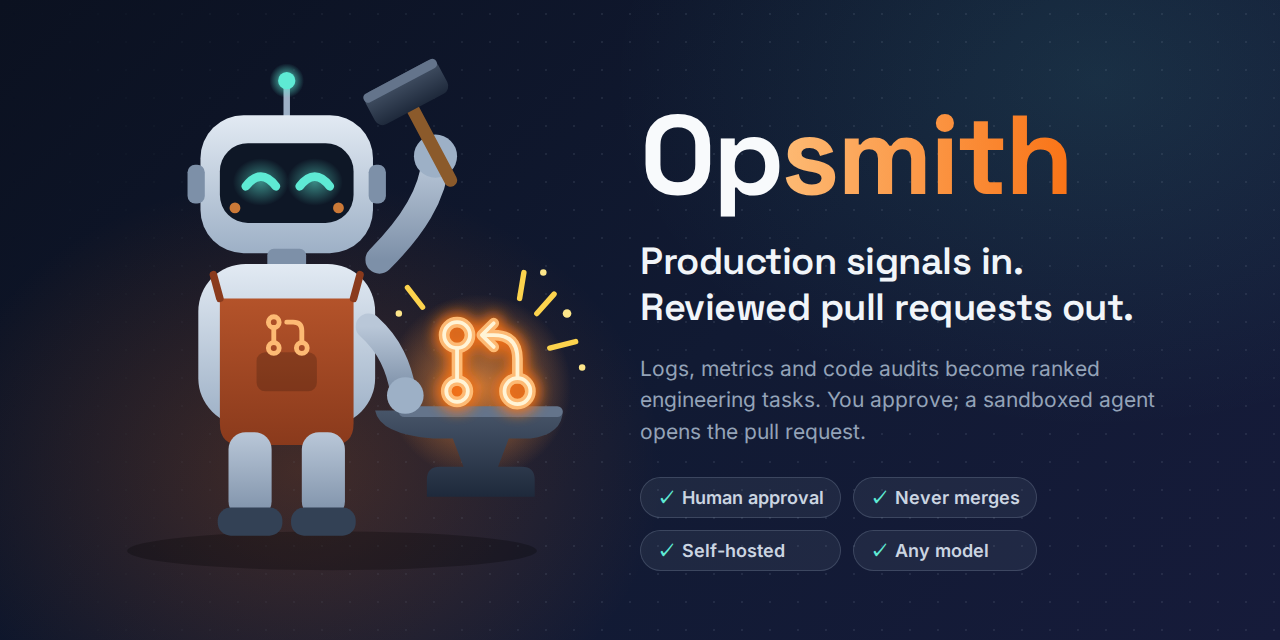 Opsmith
Production signals in.
Reviewed pull requests out.
Logs, metrics and code audits become ranked
engineering tasks. You approve; a sandboxed agent
opens the pull request.
✓ Human approval
✓ Never merges
✓ Self-hosted
✓ Any model